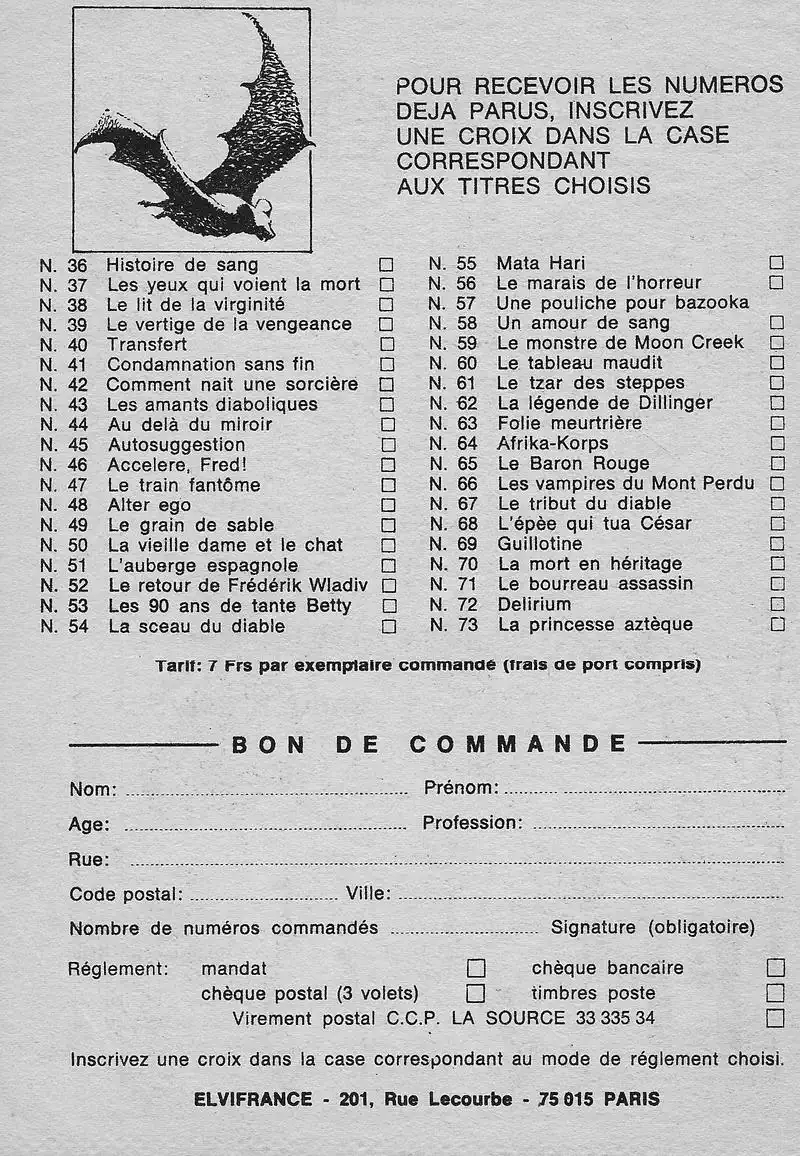 POUR RECEVOIR LES NUMEROS
DEJA PARUS, INSCRIVEZ
UNE CROIX DANS LA CASE
CORRESPONDANT
AUX TITRES CHOISIS
N. 36 Histoire de sang
N. 37 Les yeux qui voient la mort
N. 38 Le lit de la virginité
N. 39 Le vertige de la vengeance
N. 40 Transfert
N. 41 Condamnation sans fin
N. 42 Comment nait une sorcière
N. 43 Les amants diaboliques
N. 44 Au delà du miroir
N. 45 Autosuggestion
N. 46 Accelere, Fred!
N. 47 Le train fantôme
N. 48 Alter ego
N. 49 Le grain de sable
N. 50 La vieille dame et le chat
N. 51 L'auberge espagnole
N. 52 Le retour de Frédérik Wladiv
N. 53 Les 90 ans de tante Betty
N. 54 La sceau du diable
N. 55 Mata Hari
N. 56 Le marais de l'horreur
N. 57 Une pouliche pour bazooka
N. 58 Un amour de sang
N. 59 Le monstre de Moon Creek
N. 60 Le tableau maudit
N. 61 Le tzar des steppes
N. 62 La légende de Dillinger
N. 63 Folie meurtrière
N. 64 Afrika-Korps
N. 65 Le Baron Rouge
N. 66 Les vampires du Mont Perdu
N. 67 Le tribut du diable
N. 68 L'épèe qui tua César
N. 69 Guillotine
N. 70 La mort en héritage
N. 71 Le bourreau assassin
N. 72 Delirium
N. 73 La princesse aztèque
Tarif: 7 Frs par exemplaire commandé (frais de port compris)
BON DE COMMANDE
Nom: Prénom:
Age: Profession:
Rue:
Code postal: Ville:
Nombre de numéros commandés Signature (obligatoire)
Réglement: mandat chèque bancaire
chèque postal (3 volets) timbres poste
Virement postal C.C.P. LA SOURCE 33 335 34
Inscrivez une croix dans la case correspondant au mode de réglement choisi.
ELVIFRANCE - 201, Rue Lecourbe - 75 015 PARIS